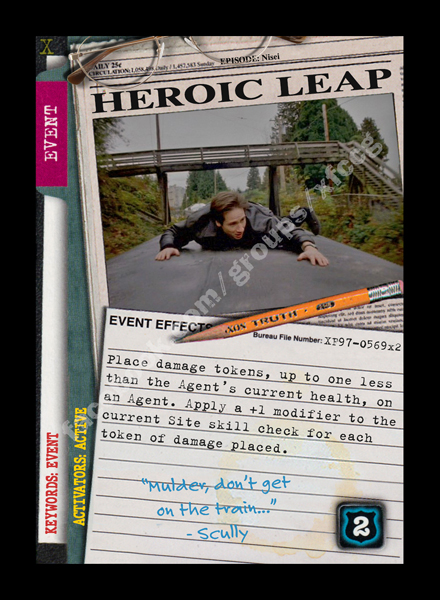 X
AILY 25¢
EPISODE: Nisei
HEROIC LEAP
EVENT
EVENT EFFECTS
TRUTH
Bureau File Number: XF97-0569x2
Place damage tokens, up to one less
than the Agent's current health, on
an Agent. Apply a +1 modifier to the
current Site skill check for each
token of damage placed.
KEYWORDS: EVENT
ACTIVATORS: ACTIVE
"Mulder, don't get
on the train..."
- Scully
2